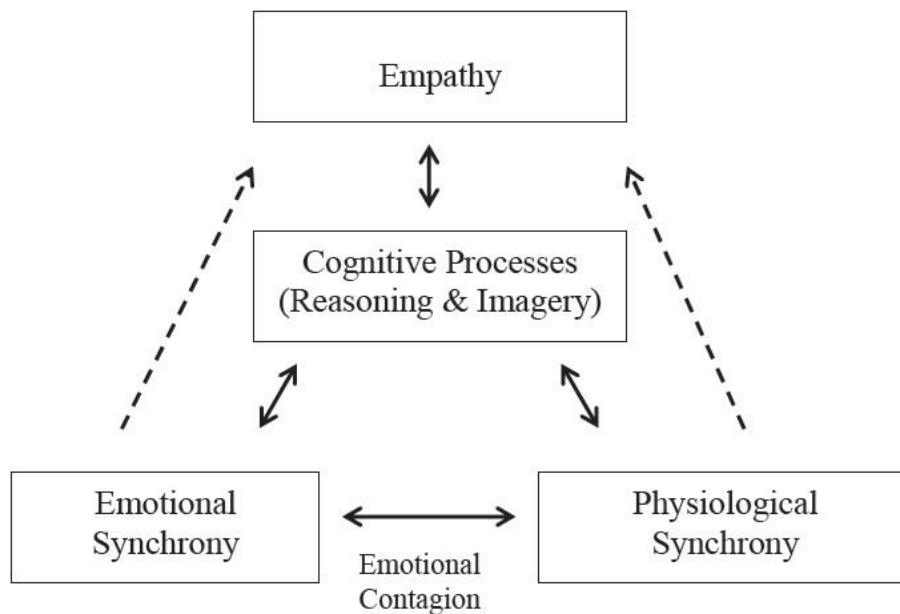 Empathy
Cognitive Processes
(Reasoning & Imagery)
Emotional
Synchrony
Physiological
Synchrony
Emotional
Contagion